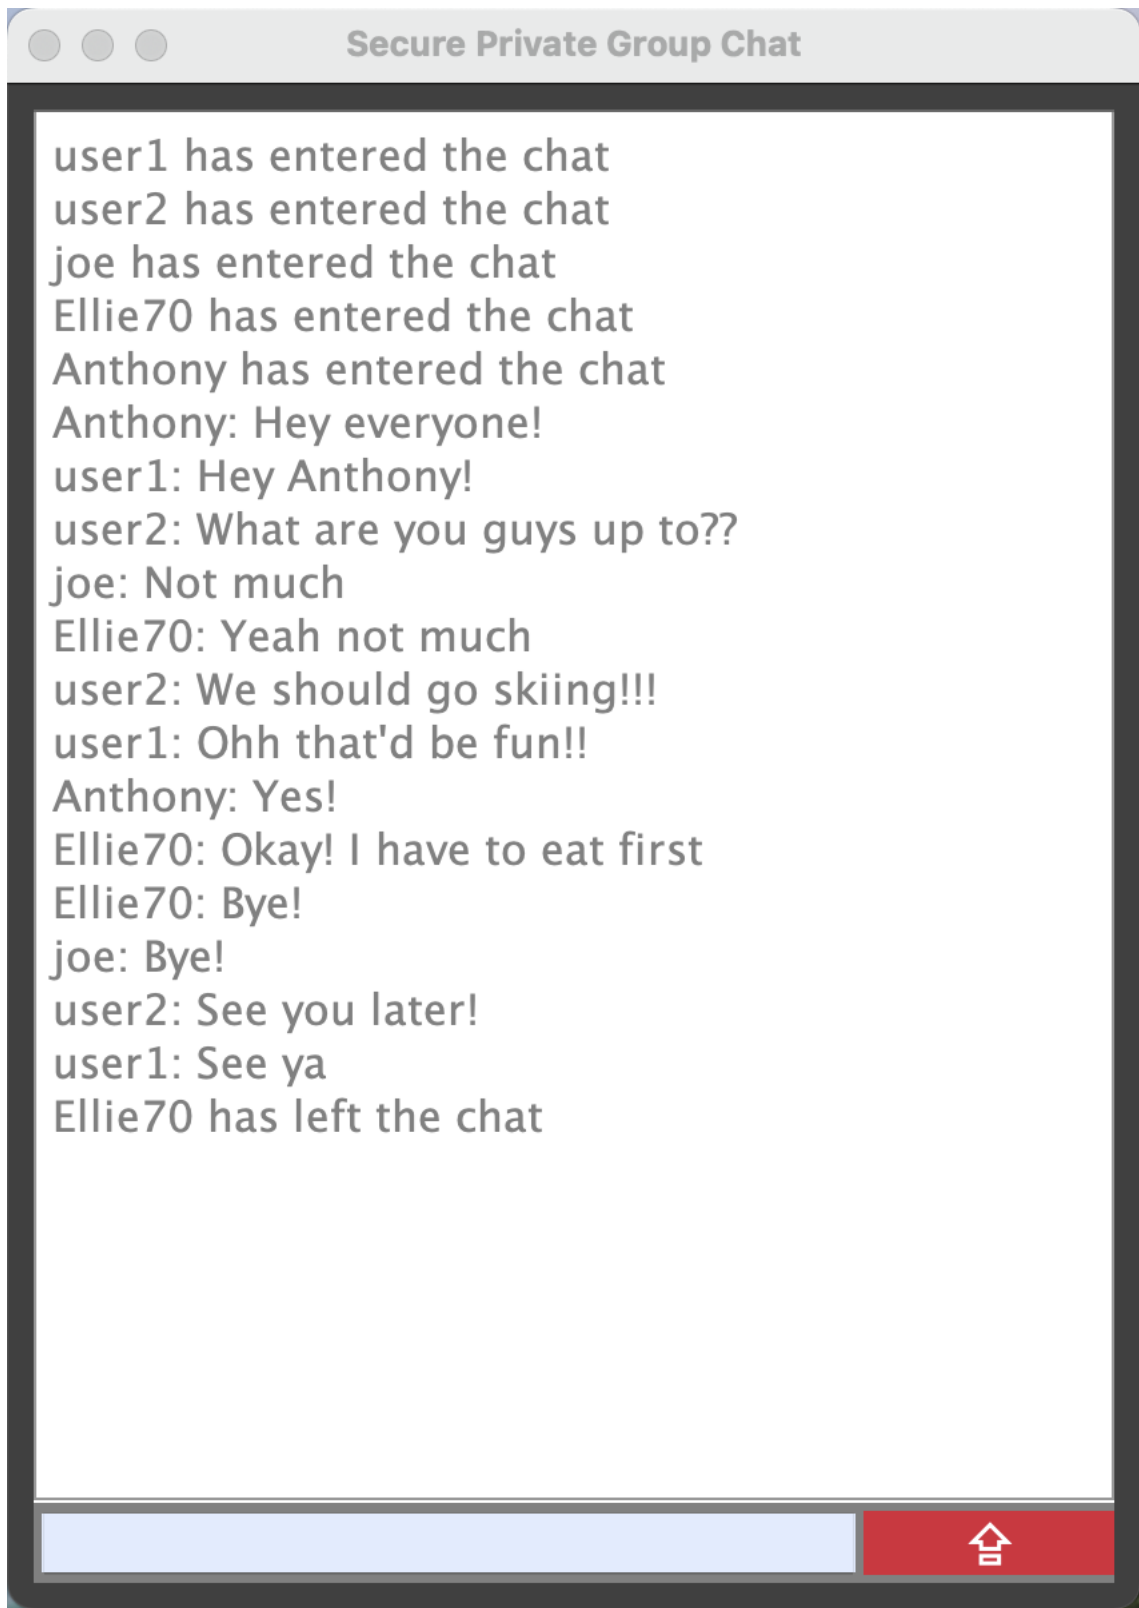 Secure Private Group Chat
user1 has entered the chat
user2 has entered the chat
joe has entered the chat
Ellie70 has entered the chat
Anthony has entered the chat
Anthony: Hey everyone!
user1: Hey Anthony!
user2: What are you guys up to??
joe: Not much
Ellie70: Yeah not much
user2: We should go skiing!!!
user1: Ohh that'd be fun!!
Anthony: Yes!
Ellie70: Okay! I have to eat first
Ellie70: Bye!
joe: Bye!
user2: See you later!
user1: See ya
Ellie70 has left the chat